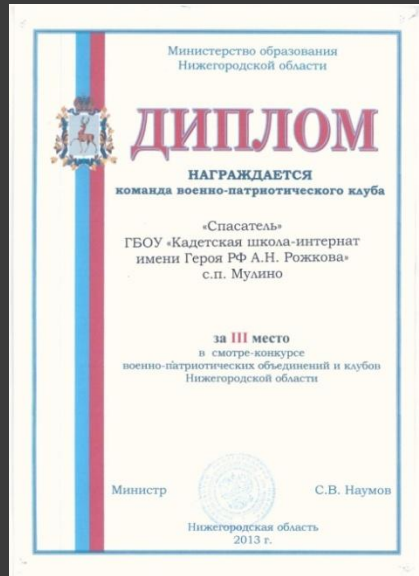 Министерство образования
Нижегородской области
ДИПЛОМ
НАГРАЖДАЕТСЯ
команда военно-патриотического клуба
«Спасатель»
ГБОУ «Кадетская школа-интернат
имени Героя РФ А.Н. Рожкова»
с.п. Мулино
за III место
в смотре-конкурсе
военно-патриотических объединений и клубов
Нижегородской области
Министр С.В. Наумов
Нижегородская область
2013 г.